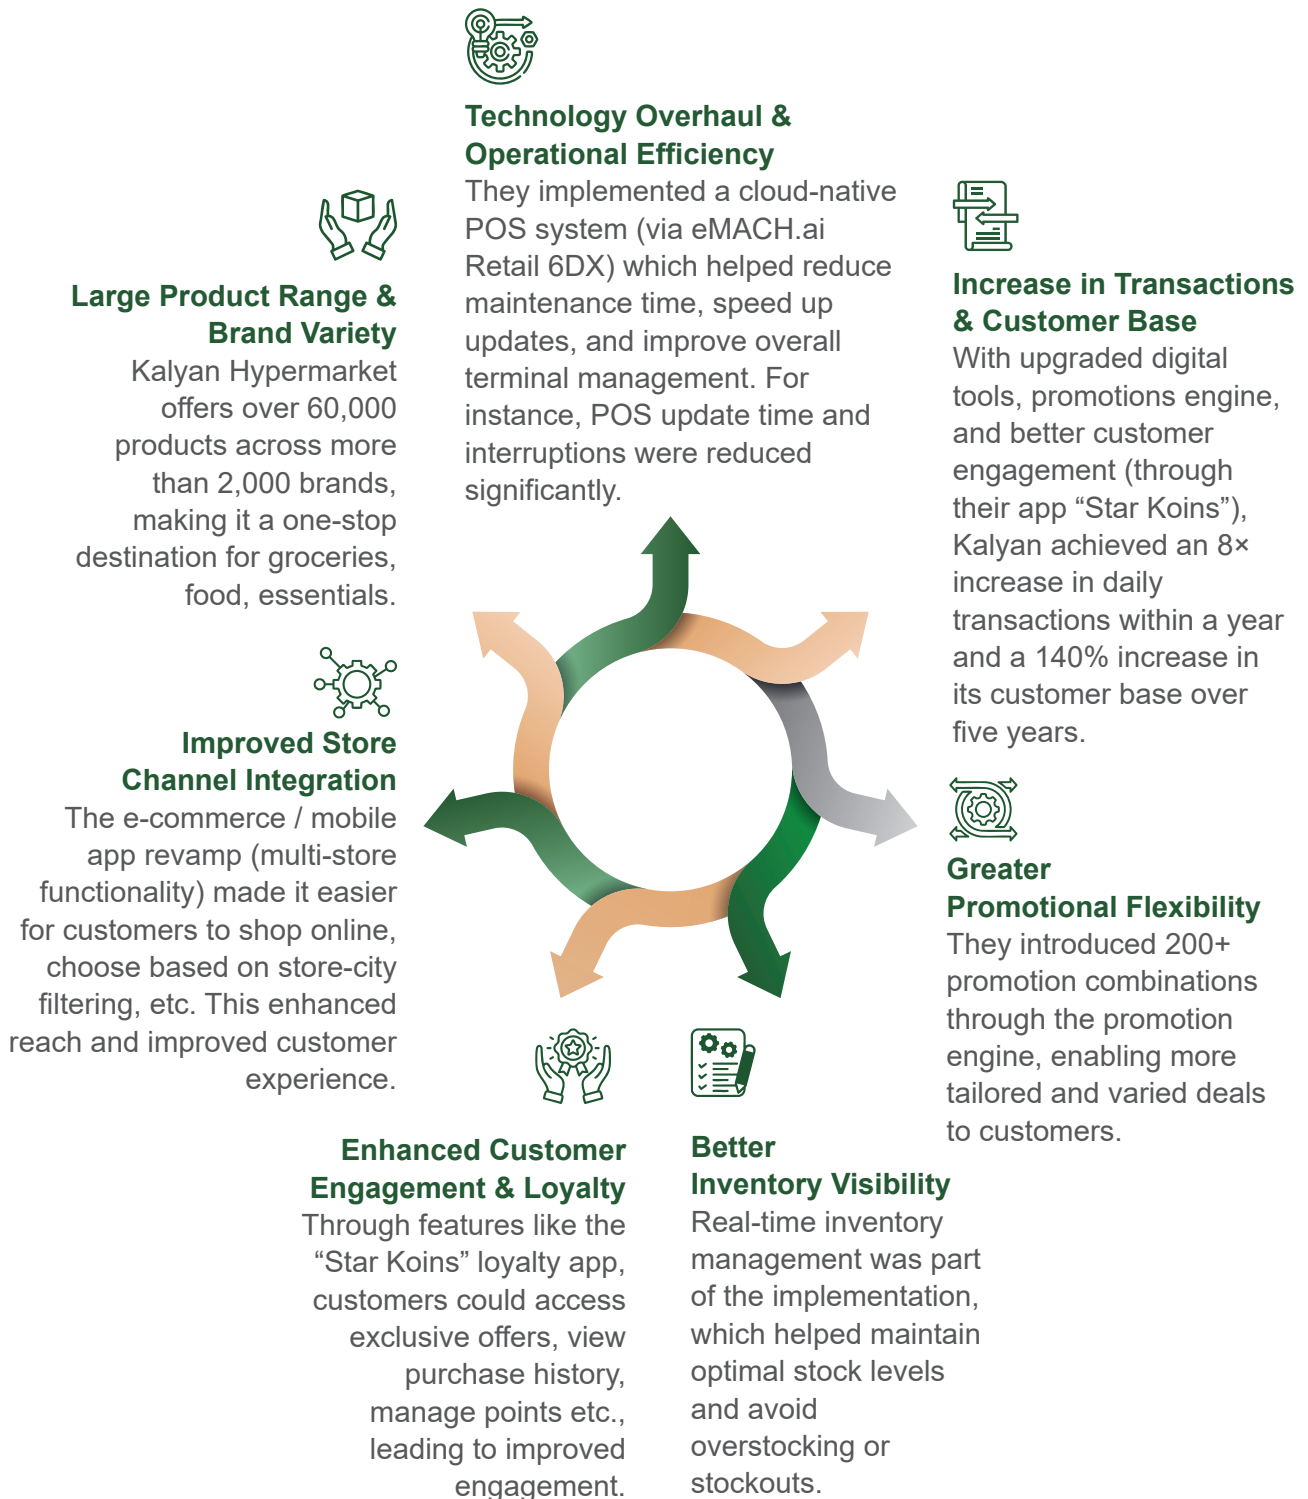 Technology Overhaul &
Operational Efficiency
They implemented a cloud-native
POS system (via eMACH.ai
Retail 6DX) which helped reduce
maintenance time, speed up
updates, and improve overall
terminal management. For
instance, POS update time and
interruptions were reduced
significantly.
Large Product Range &
Brand Variety
Kalyan Hypermarket
offers over 60,000
products across more
than 2,000 brands,
making it a one-stop
destination for groceries,
food, essentials.
Increase in Transactions
& Customer Base
With upgraded digital
tools, promotions engine,
and better customer
engagement (through
their app “Star Koins”),
Kalyan achieved an 8×
increase in daily
transactions within a year
and a 140% increase in
its customer base over
five years.
Improved Store
Channel Integration
The e-commerce / mobile
app revamp (multi-store
functionality) made it easier
for customers to shop online,
choose based on store-city
filtering, etc. This enhanced
reach and improved customer
experience.
Greater
Promotional Flexibility
They introduced 200+
promotion combinations
through the promotion
engine, enabling more
tailored and varied deals
to customers.
Enhanced Customer
Engagement & Loyalty
Through features like the
“Star Koins” loyalty app,
customers could access
exclusive offers, view
purchase history,
manage points etc.,
leading to improved
engagement.
Better
Inventory Visibility
Real-time inventory
management was part
of the implementation,
which helped maintain
optimal stock levels
and avoid
overstocking or
stockouts.